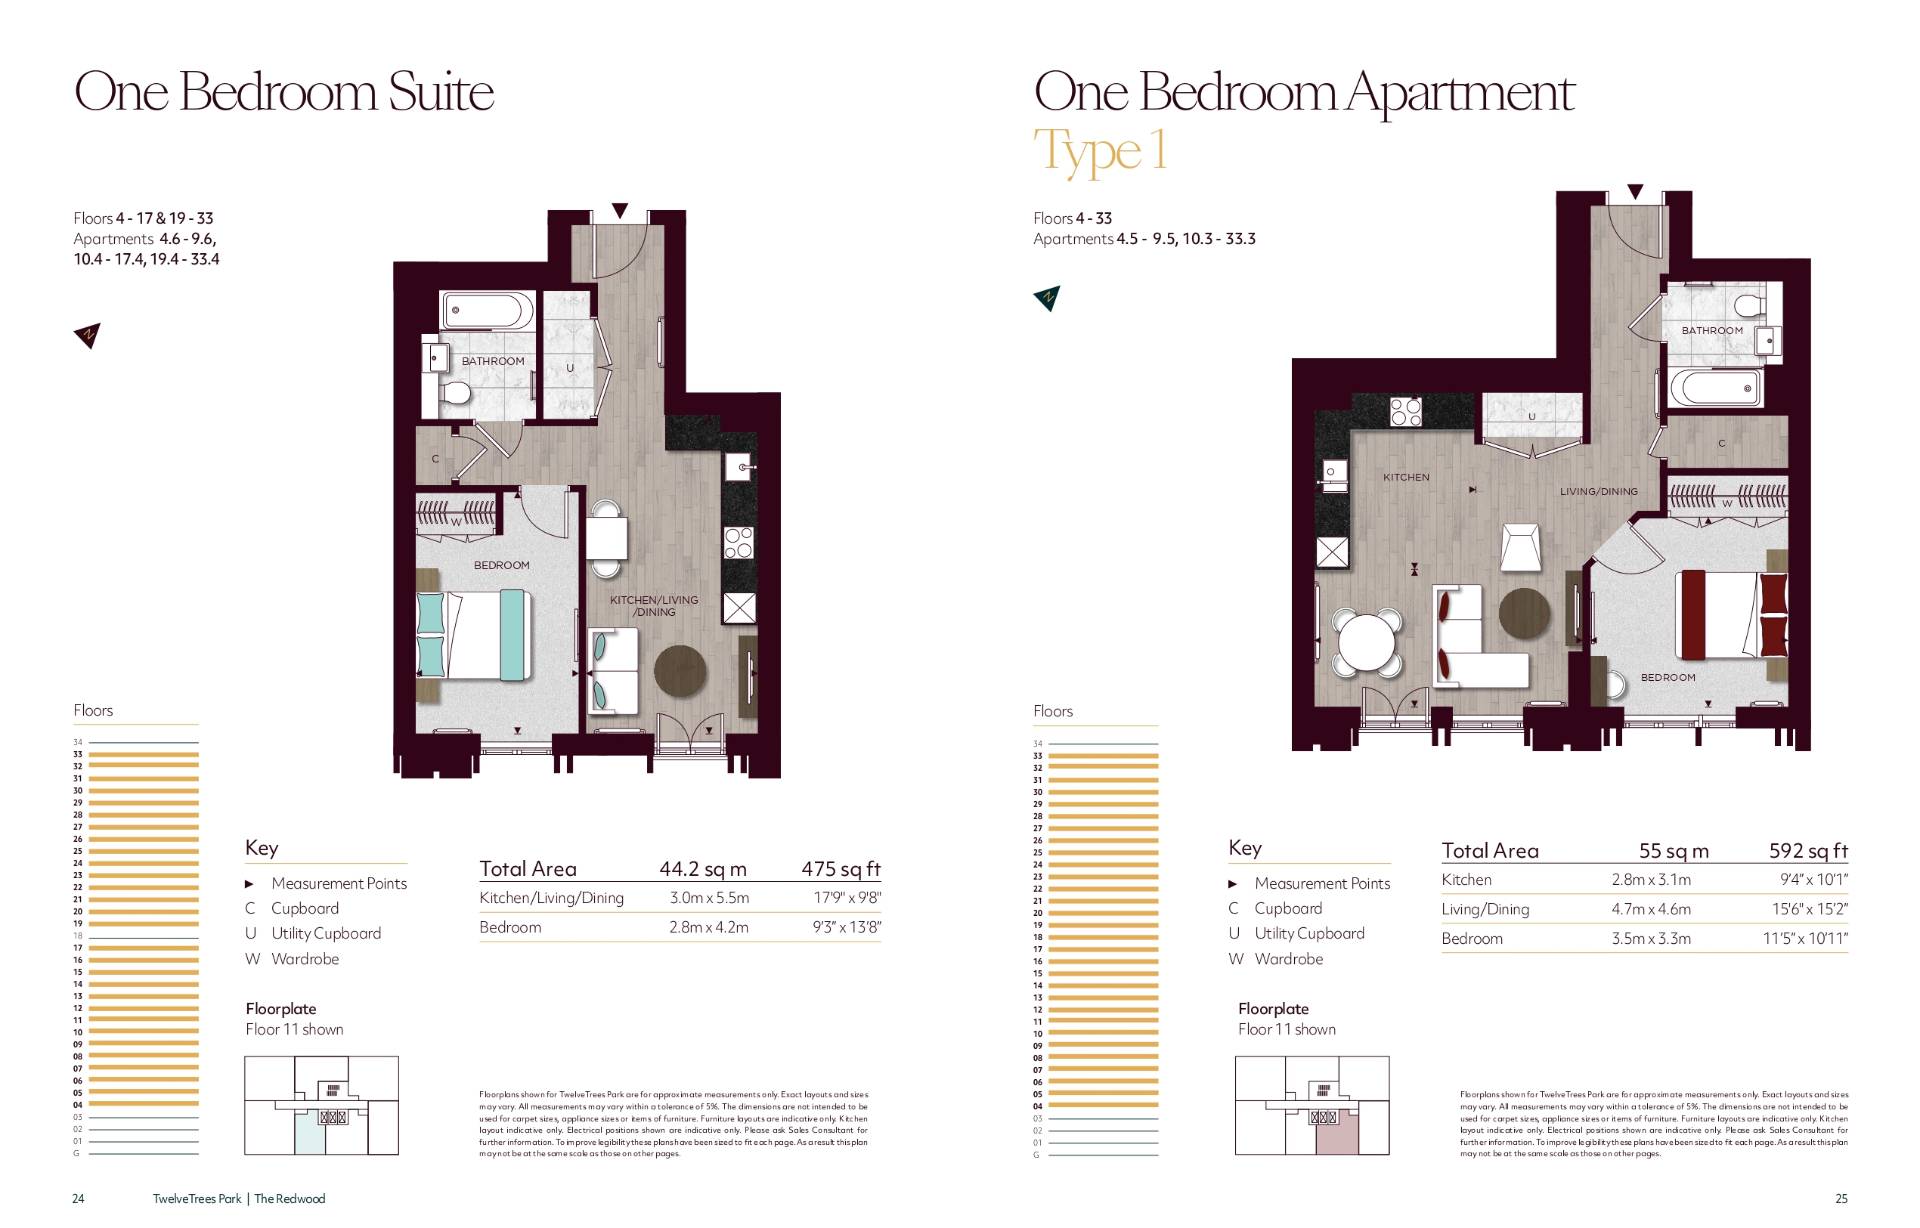 One Bedroom Suite
Floors 4 - 17 & 19 - 33
Apartments 4.6 - 9.6,
10.4 - 17.4, 19.4 - 33.4
N
BATHROOM
U
C
W
BEDROOM
KITCHEN/LIVING
/DINING
Floors
34
33
32
31
30
29
28
27
26
25
24
23
22
21
20
19
18
17
16
15
14
13
12
11
10
09
08
07
06
05
04
03
02
01
G
Key
Measurement Points
C Cupboard
U Utility Cupboard
W Wardrobe
Floorplate
Floor 11 shown
Total Area 44.2 sq m 475 sq ft
Kitchen/Living/Dining 3.0m x 5.5m 17'9" x 9'8"
Bedroom 2.8m x 4.2m 9'3" x 13'8"
Floorplans shown for TwelveTrees Park are for approximate measurements only. Exact layouts and sizes
may vary. All measurements may vary within a tolerance of 5%. The dimensions are not intended to be
used for carpet sizes, appliance sizes or items of furniture. Furniture layouts are indicative only. Kitchen
layout indicative only. Electrical positions shown are indicative only. Please ask Sales Consultant for
further information. To improve legibility these plans have been sized to fit each page. As a result this plan
may not be at the same scale as those on other pages.
24
TwelveTrees Park | The Redwood
One Bedroom Apartment
Type 1
Floors 4 - 33
Apartments 4.5 - 9.5, 10.3 - 33.3
N
BATHROOM
U
C
KITCHEN
LIVING/DINING
W
BEDROOM
Floors
34
33
32
31
30
29
28
27
26
25
24
23
22
21
20
19
18
17
16
15
14
13
12
11
10
09
08
07
06
05
04
03
02
01
G
Key
Measurement Points
C Cupboard
U Utility Cupboard
W Wardrobe
Floorplate
Floor 11 shown
Total Area 55 sq m 592 sq ft
Kitchen 2.8m x 3.1m 9'4" x 10'1"
Living/Dining 4.7m x 4.6m 15'6" x 15'2"
Bedroom 3.5m x 3.3m 11'5" x 10'11"
Floorplans shown for TwelveTrees Park are for approximate measurements only. Exact layouts and sizes
may vary. All measurements may vary within a tolerance of 5%. The dimensions are not intended to be
used for carpet sizes, appliance sizes or items of furniture. Furniture layouts are indicative only. Kitchen
layout indicative only. Electrical positions shown are indicative only. Please ask Sales Consultant for
further information. To improve legibility these plans have been sized to fit each page. As a result this plan
may not be at the same scale as those on other pages.
25